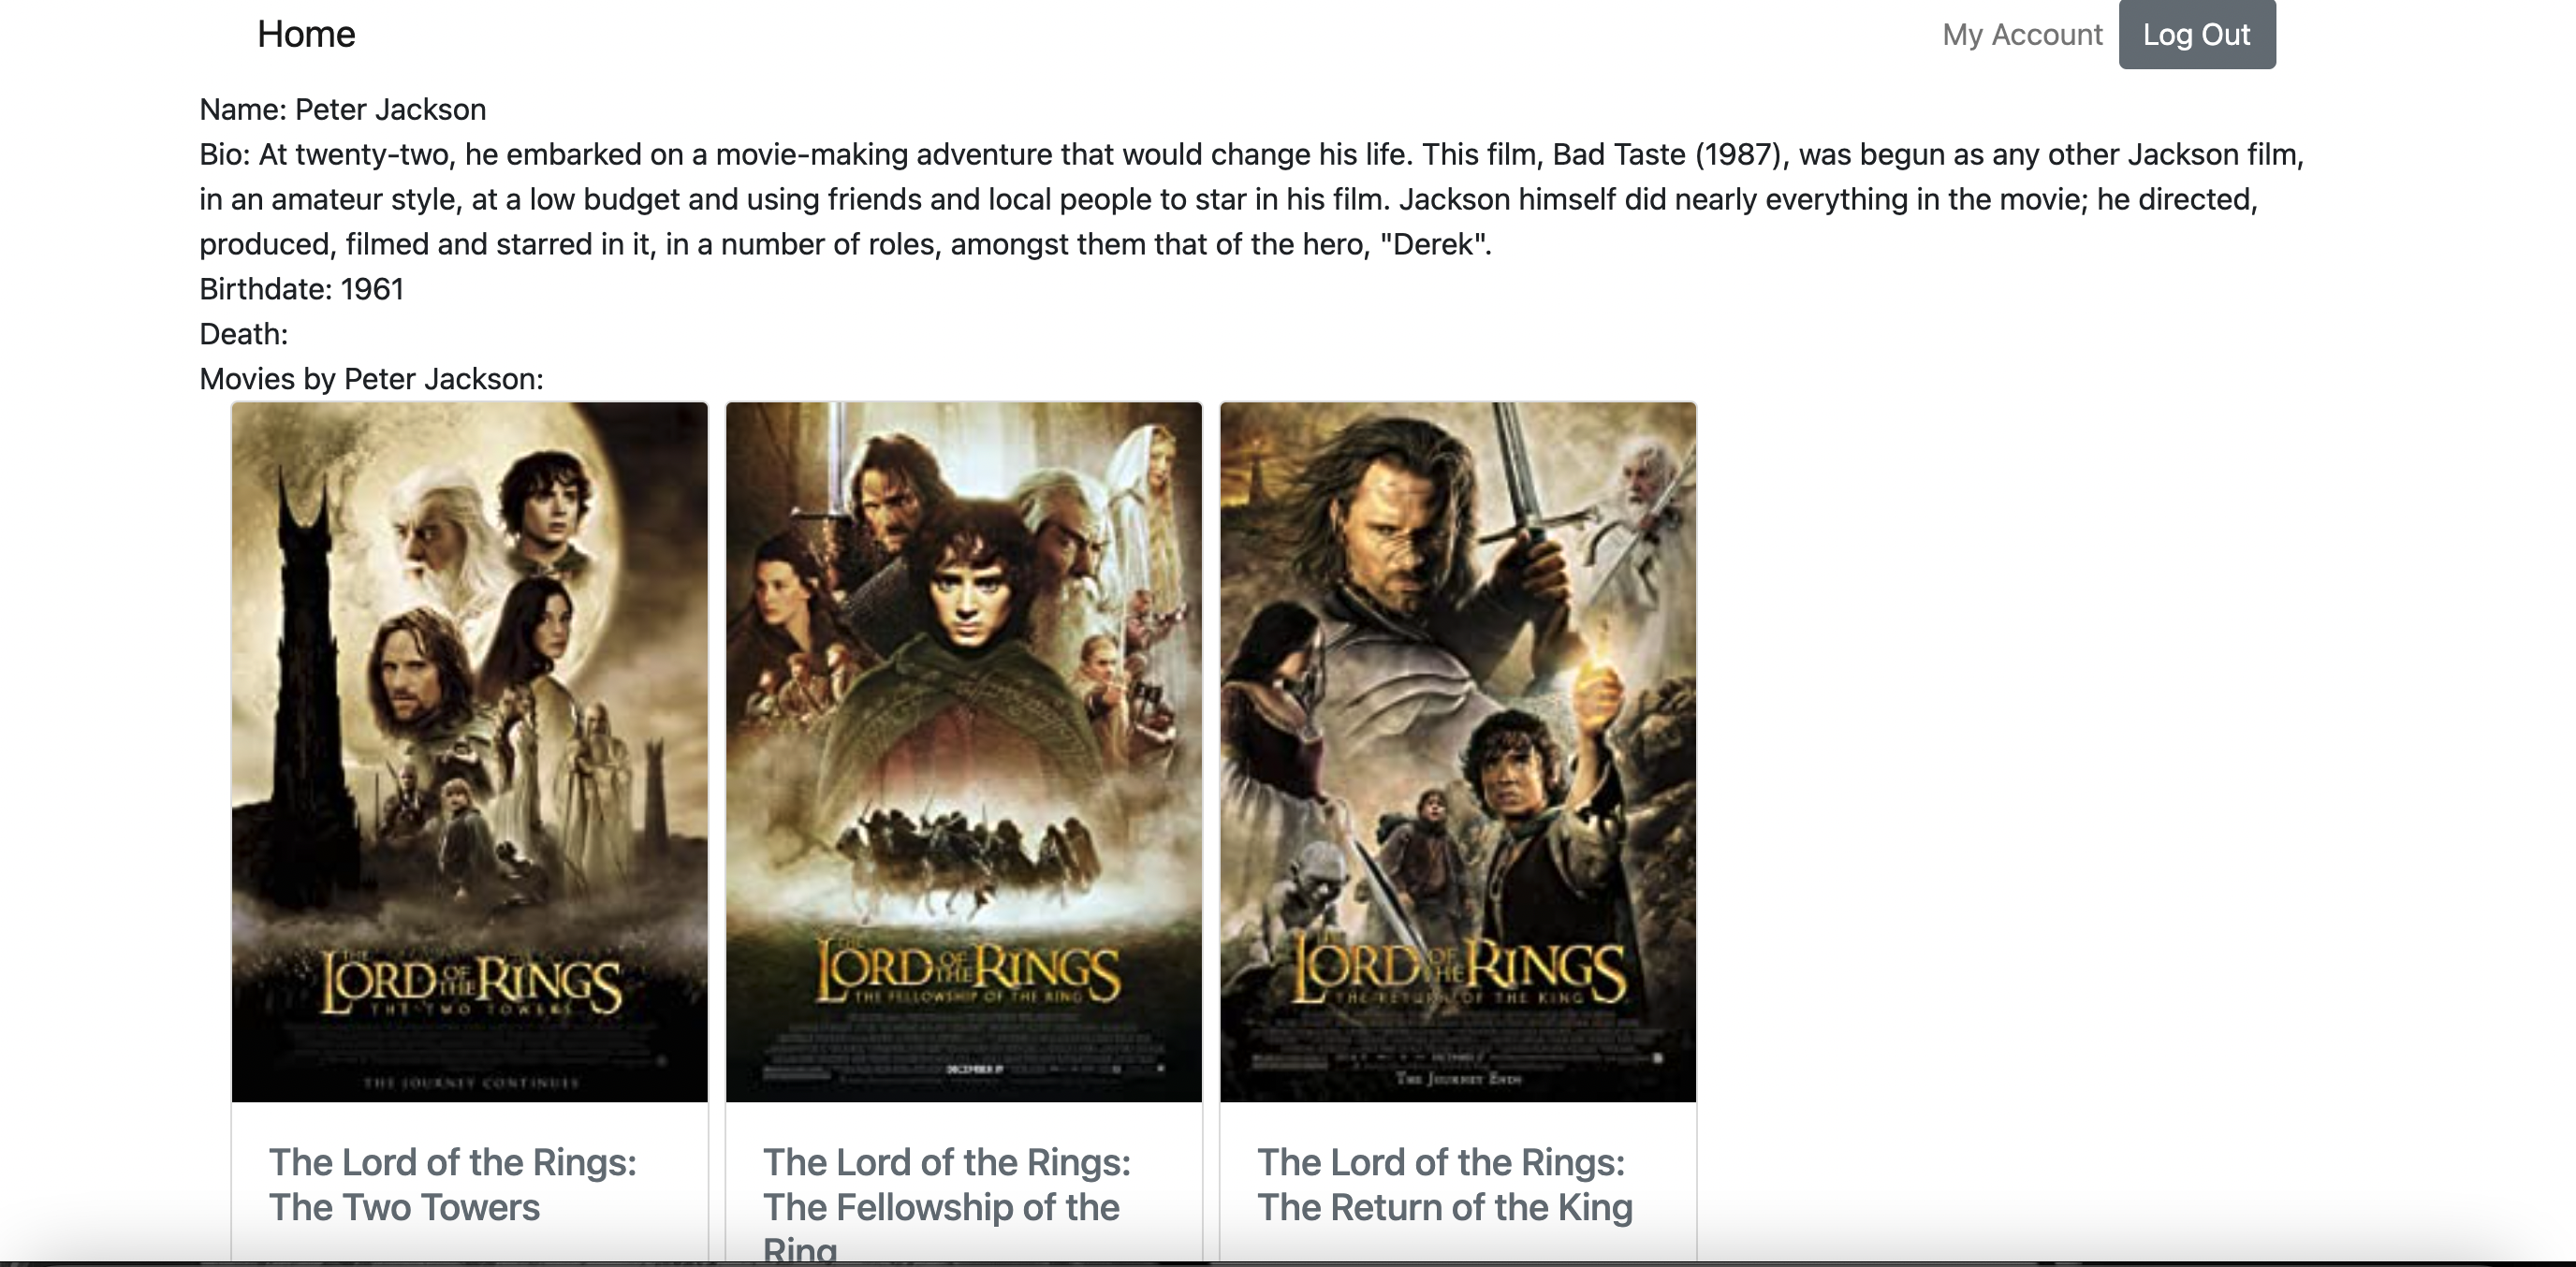 Home
My Account
Log Out
Name: Peter Jackson
Bio: At twenty-two, he embarked on a movie-making adventure that would change his life. This film, Bad Taste (1987), was begun as any other Jackson film,
in an amateur style, at a low budget and using friends and local people to star in his film. Jackson himself did nearly everything in the movie; he directed,
produced, filmed and starred in it, in a number of roles, amongst them that of the hero, "Derek".
Birthdate: 1961
Death:
Movies by Peter Jackson:
THE LORD OF THE RINGS
THE TWO TOWERS
THE JOURNEY CONTINUES
THE LORD OF THE RINGS
THE FELLOWSHIP OF THE RING
THE LORD OF THE RINGS
THE RETURN OF THE KING
THE JOURNEY ENDS
The Lord of the Rings:
The Two Towers
The Lord of the Rings:
The Fellowship of the
Ring
The Lord of the Rings:
The Return of the King